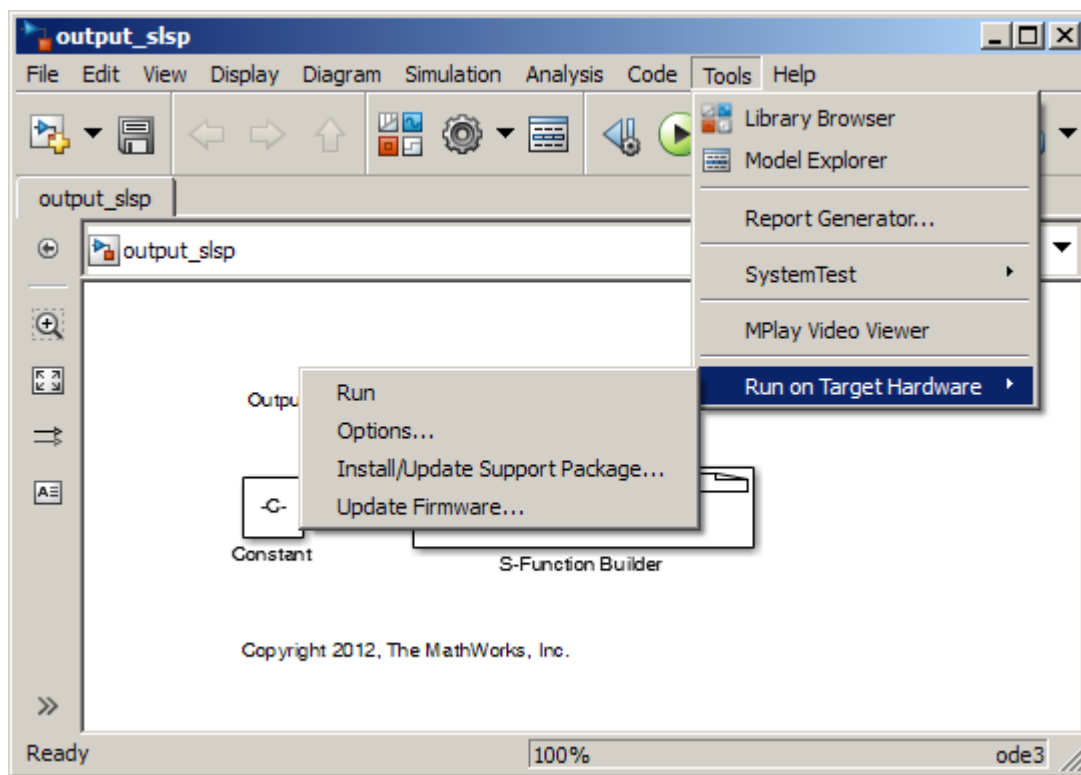 output_slsp
File Edit View Display Diagram Simulation Analysis Code Tools Help
Library Browser
Model Explorer
Report Generator...
SystemTest
MPlay Video Viewer
Run on Target Hardware
output_slsp
output_slsp
Run
Options...
Install/Update Support Package...
Update Firmware...
-C-
Constant
S-Function Builder
Copyright 2012, The MathWorks, Inc.
Ready 100% ode3